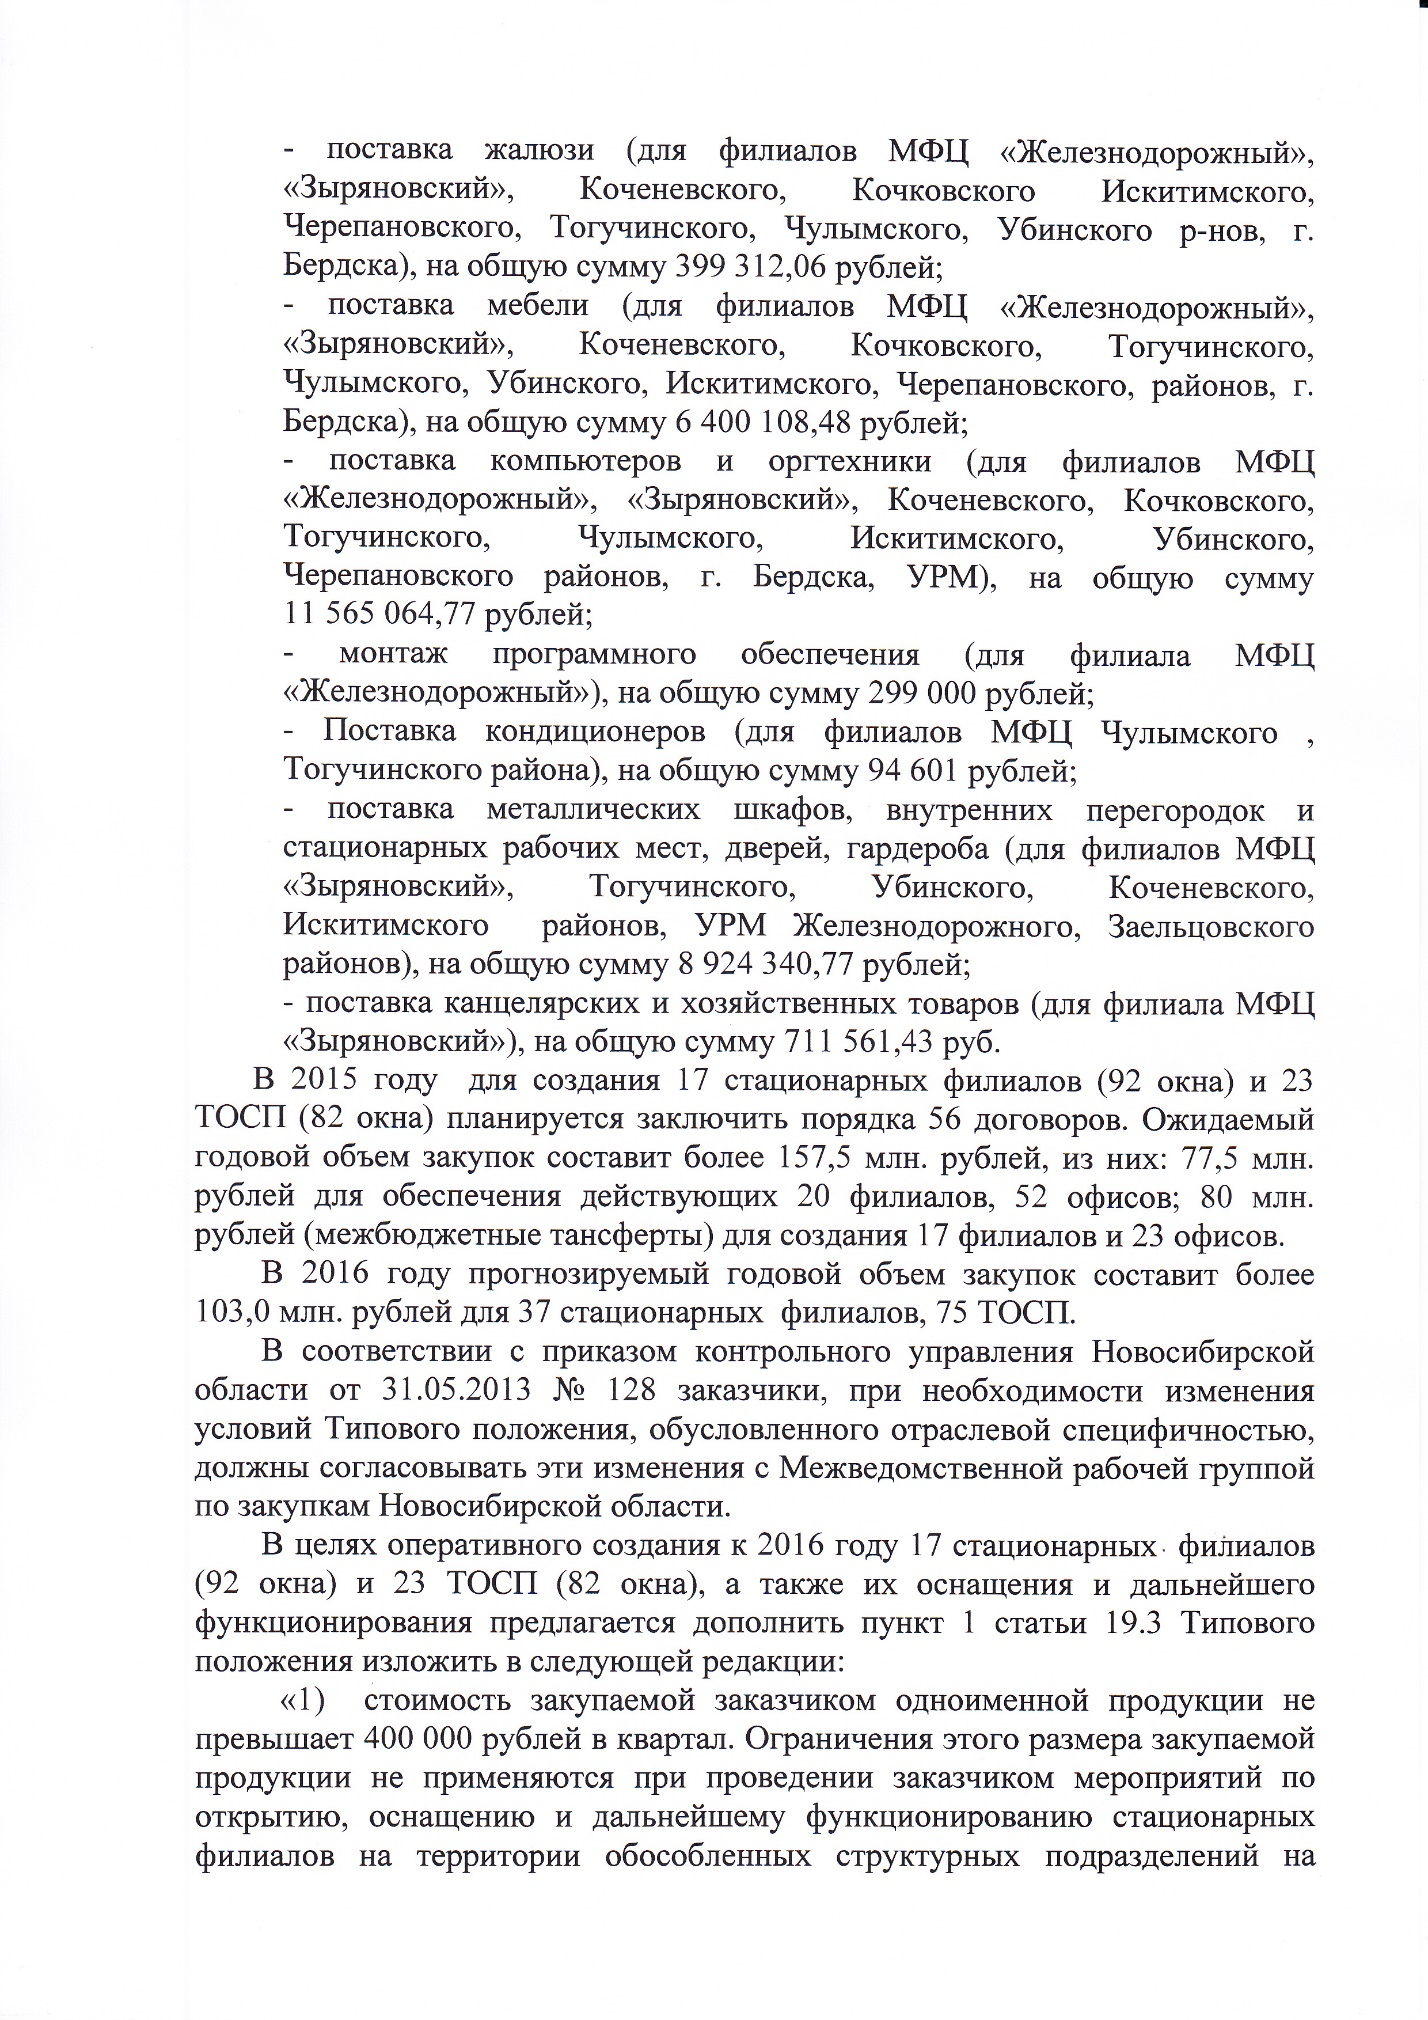 - поставка жалюзи (для филиалов МФЦ «Железнодорожный»,
«Зыряновский», Коченевского, Кочковского Искитимского,
Черепановского, Тогучинского, Чулымского, Убинского р-нов, г.
Бердска), на общую сумму 399 312,06 рублей;
- поставка мебели (для филиалов МФЦ «Железнодорожный»,
«Зыряновский», Коченевского, Кочковского, Тогучинского,
Чулымского, Убинского, Искитимского, Черепановского, районов, г.
Бердска), на общую сумму 6 400 108,48 рублей;
- поставка компьютеров и оргтехники (для филиалов МФЦ
«Железнодорожный», «Зыряновский», Коченевского, Кочковского,
Тогучинского, Чулымского, Искитимского, Убинского,
Черепановского районов, г. Бердска, УРМ), на общую сумму
11 565 064,77 рублей;
- монтаж программного обеспечения (для филиала МФЦ
«Железнодорожный»), на общую сумму 299 000 рублей;
- Поставка кондиционеров (для филиалов МФЦ Чулымского ,
Тогучинского района), на общую сумму 94 601 рублей;
- поставка металлических шкафов, внутренних перегородок и
стационарных рабочих мест, дверей, гардероба (для филиалов МФЦ
«Зыряновский», Тогучинского, Убинского, Коченевского,
Искитимского районов, УРМ Железнодорожного, Заельцовского
районов), на общую сумму 8 924 340,77 рублей;
- поставка канцелярских и хозяйственных товаров (для филиала МФЦ
«Зыряновский»), на общую сумму 711 561,43 руб.
В 2015 году для создания 17 стационарных филиалов (92 окна) и 23
ТОСП (82 окна) планируется заключить порядка 56 договоров. Ожидаемый
годовой объем закупок составит более 157,5 млн. рублей, из них: 77,5 млн.
рублей для обеспечения действующих 20 филиалов, 52 офисов; 80 млн.
рублей (межбюджетные тансферты) для создания 17 филиалов и 23 офисов.
В 2016 году прогнозируемый годовой объем закупок составит более
103,0 млн. рублей для 37 стационарных филиалов, 75 ТОСП.
В соответствии с приказом контрольного управления Новосибирской
области от 31.05.2013 № 128 заказчики, при необходимости изменения
условий Типового положения, обусловленного отраслевой специфичностью,
должны согласовывать эти изменения с Межведомственной рабочей группой
по закупкам Новосибирской области.
В целях оперативного создания к 2016 году 17 стационарных филиалов
(92 окна) и 23 ТОСП (82 окна), а также их оснащения и дальнейшего
функционирования предлагается дополнить пункт 1 статьи 19.3 Типового
положения изложить в следующей редакции:
«1) стоимость закупаемой заказчиком одноименной продукции не
превышает 400 000 рублей в квартал. Ограничения этого размера закупаемой
продукции не применяются при проведении заказчиком мероприятий по
открытию, оснащению и дальнейшему функционированию стационарных
филиалов на территории обособленных структурных подразделений на